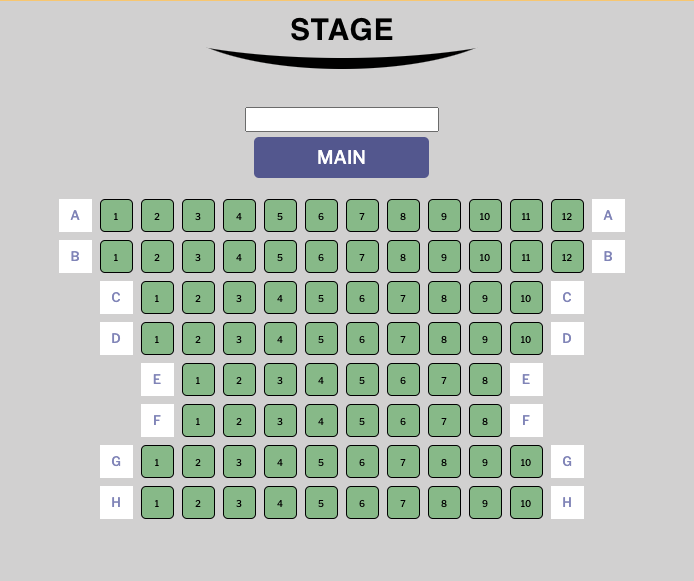 STAGE
MAIN
A 1 2 3 4 5 6 7 8 9 10 11 12 A
B 1 2 3 4 5 6 7 8 9 10 11 12 B
C 1 2 3 4 5 6 7 8 9 10 C
D 1 2 3 4 5 6 7 8 9 10 D
E 1 2 3 4 5 6 7 8 E
F 1 2 3 4 5 6 7 8 F
G 1 2 3 4 5 6 7 8 9 10 G
H 1 2 3 4 5 6 7 8 9 10 H